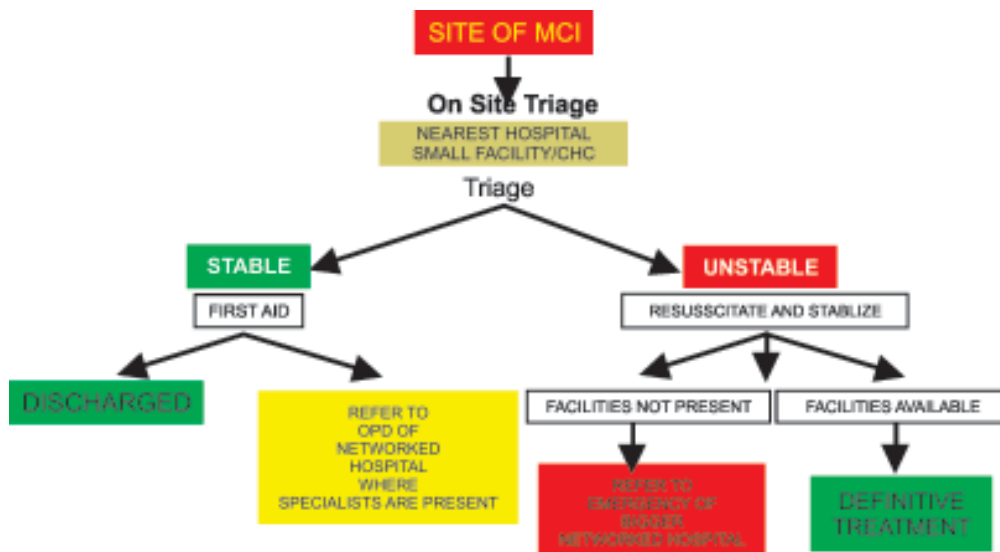 SITE OF MCI
On Site Triage
NEAREST HOSPITAL
SMALL FACILITY/CHC
Triage
STABLE
UNSTABLE
FIRST AID
RESUSSCITATE AND STABLIZE
DISCHARGED
REFER TO
OPD OF
NETWORKED
HOSPITAL
WHERE
SPECIALISTS ARE PRESENT
FACILITIES NOT PRESENT
FACILITIES AVAILABLE
REFER TO
EMERGENCY OF
BIGGER
NETWORKED HOSPITAL
DEFINITIVE
TREATMENT